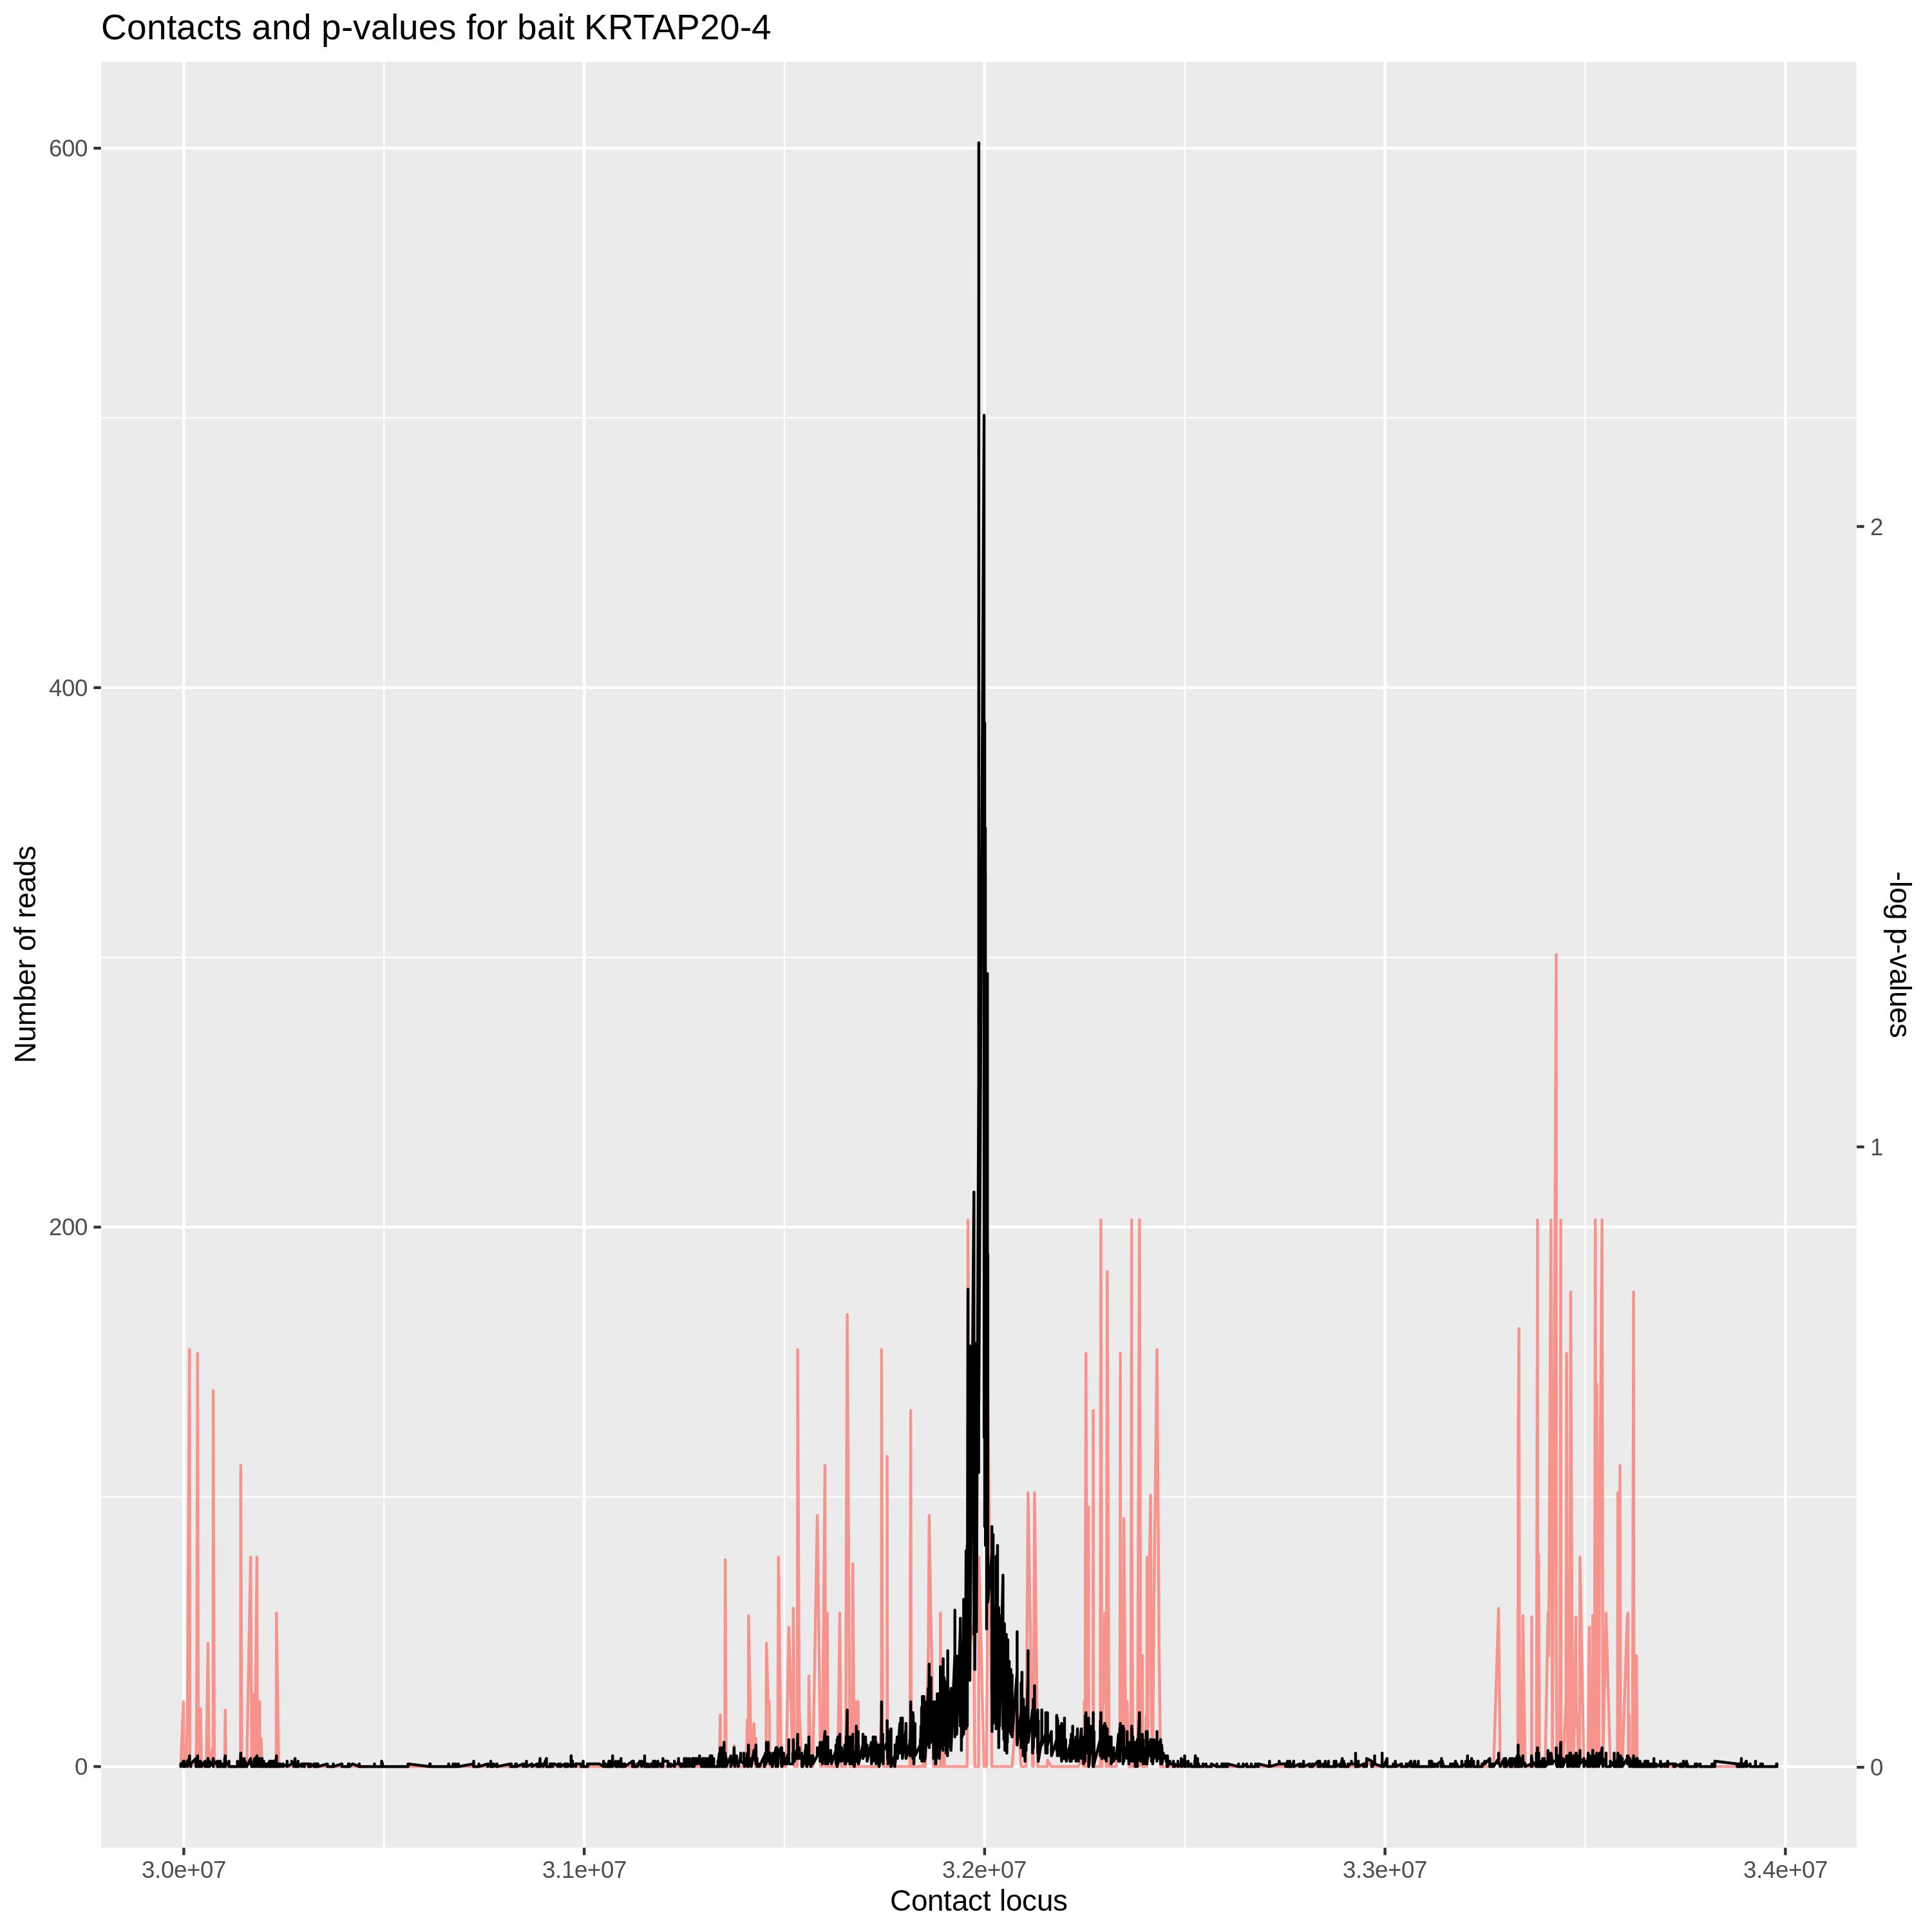 Contacts and p-values for bait KRTAP20-4
600
400
200
0
Number of reads
2
1
0
-log p-values
3.0e+07
3.1e+07
3.2e+07
3.3e+07
3.4e+07
Contact locus